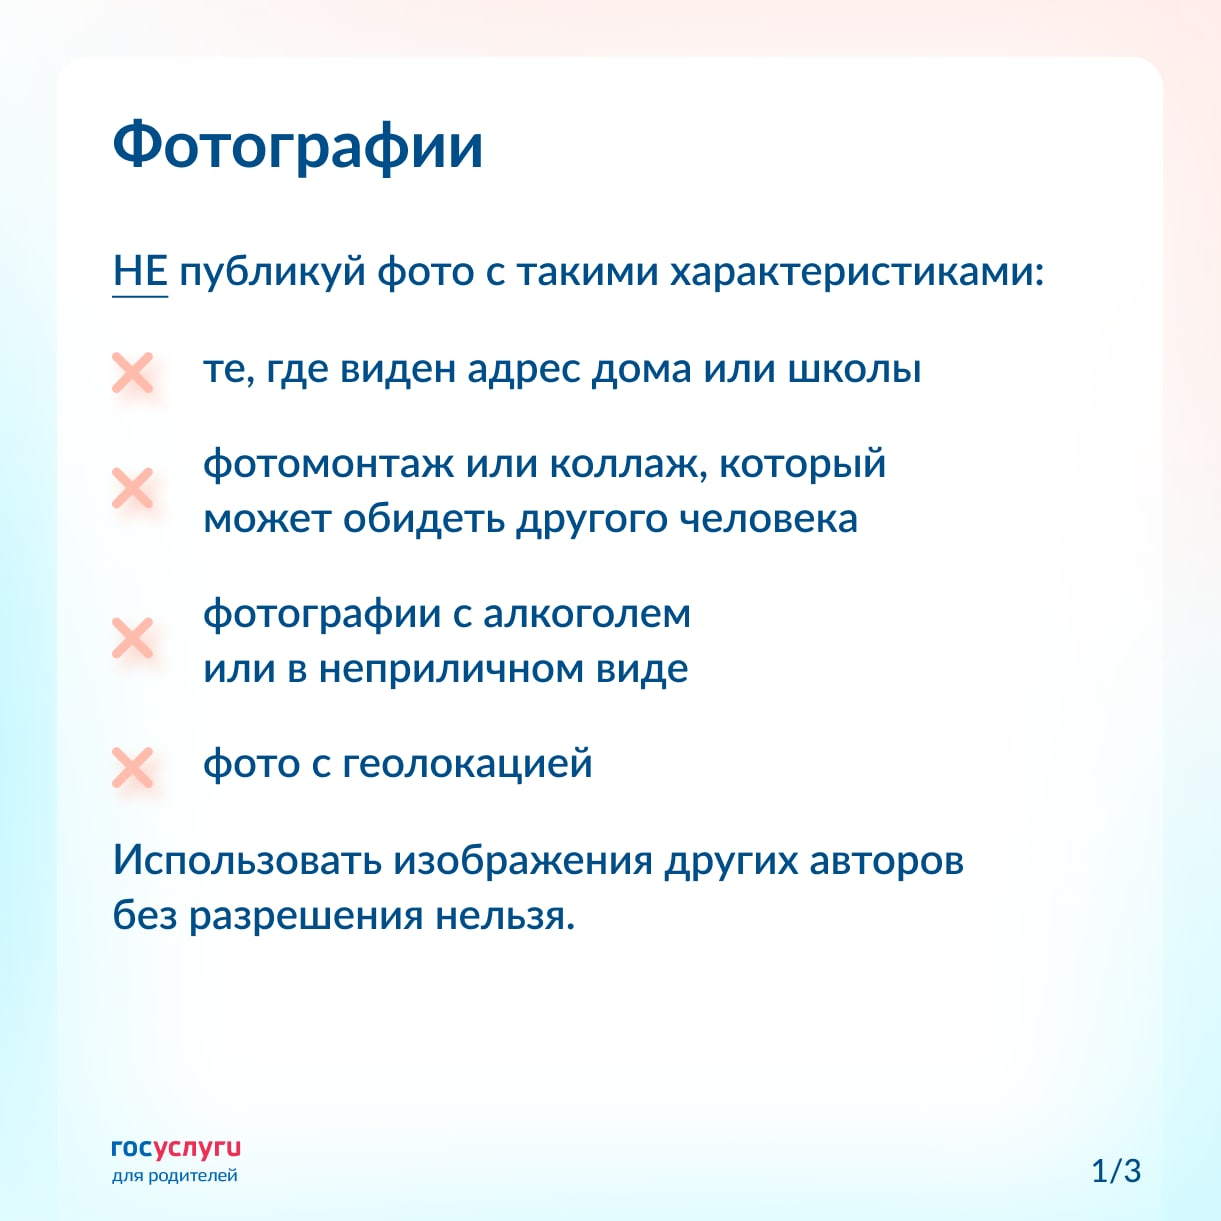 Фотографии
НЕ публикуй фото с такими характеристиками:
те, где виден адрес дома или школы
фотомонтаж или коллаж, который
может обидеть другого человека
фотографии с алкоголем
или в неприличном виде
фото с геолокацией
Использовать изображения других авторов
без разрешения нельзя.
госуслуги
для родителей
1/3